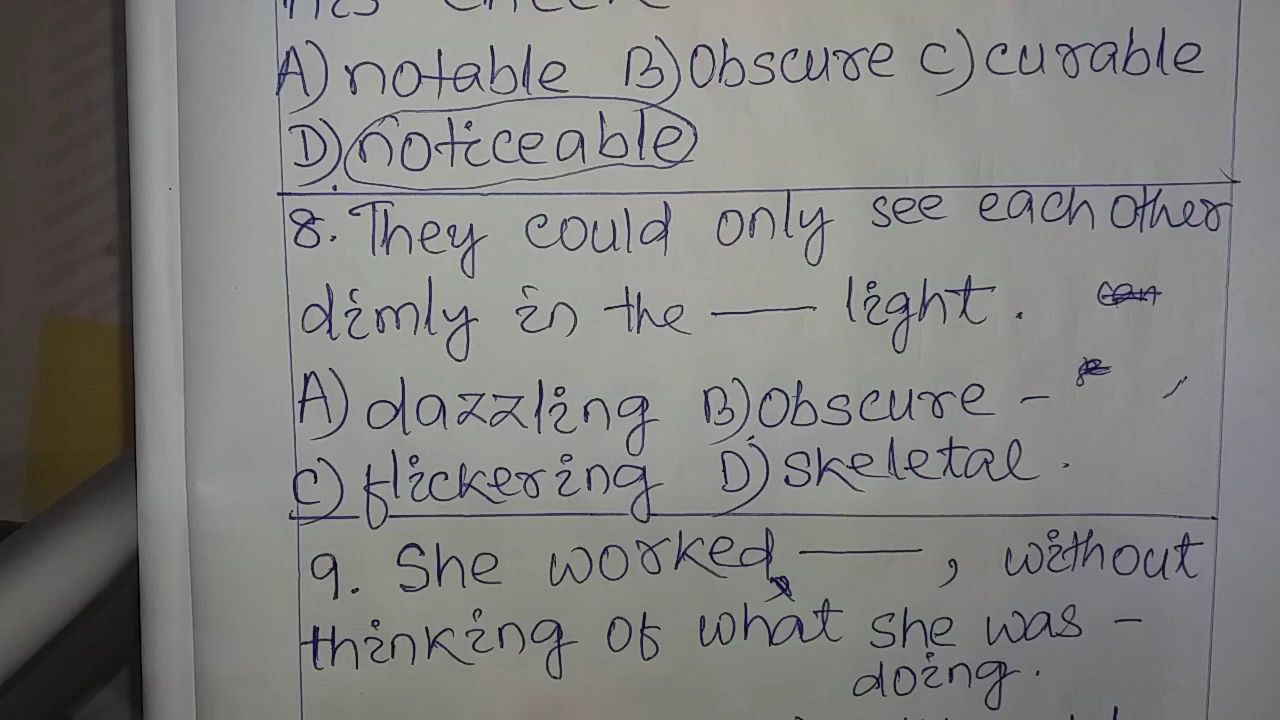 A) notable B) Obscure C) curable
D) noticeable
8. They could only see each other
dimly in the — light.
A) dazzling B) Obscure -
C) flickering D) skeletal.
9. She worked —, without
thinking of what she was -
doing.